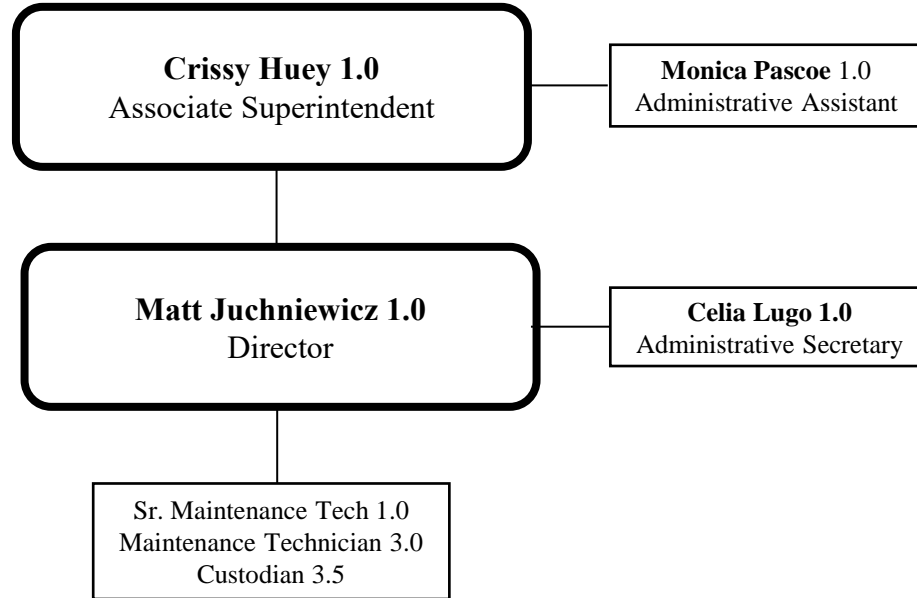 Crissy Huey 1.0
Associate Superintendent
Monica Pascoe 1.0
Administrative Assistant
Matt Juchniewicz 1.0
Director
Celia Lugo 1.0
Administrative Secretary
Sr. Maintenance Tech 1.0
Maintenance Technician 3.0
Custodian 3.5